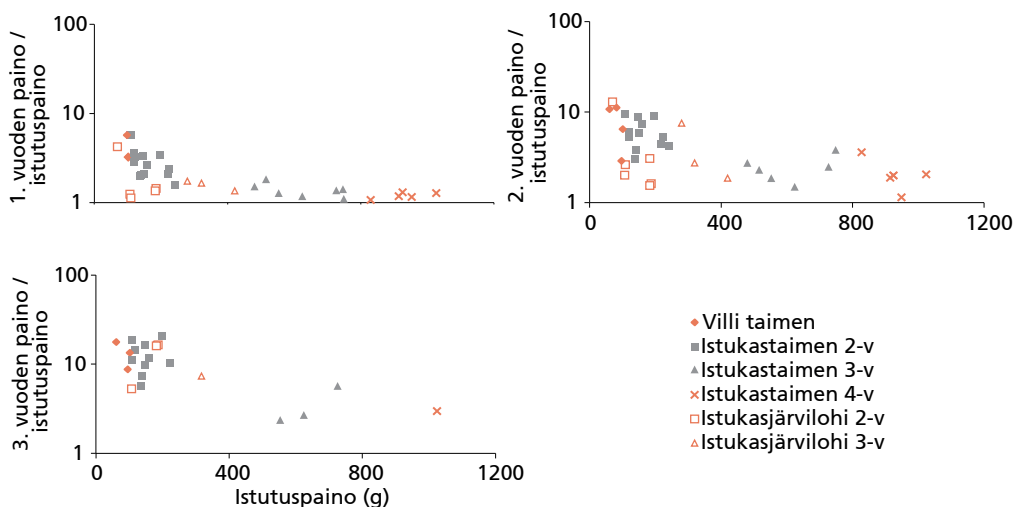 1. vuoden paino /
istutuspaino
100
10
1
2. vuoden paino /
istutuspaino
100
10
1
0
400
800
1200
3. vuoden paino /
istutuspaino
100
10
1
0
400
800
1200
Istutuspaino (g)
Villi taimen
Istukastaimen 2-v
Istukastaimen 3-v
Istukastaimen 4-v
Istukasjärvilohi 2-v
Istukasjärvilohi 3-v